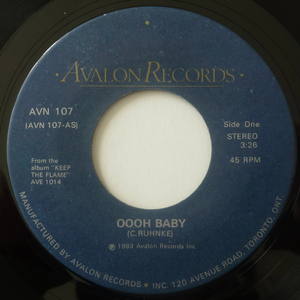 · AVALON RECORDS ·
AVN 107
(AVN 107-AS)
Side One
STEREO
3:26
From the
album "KEEP
THE FLAME"
AVE 1014
45 RPM
OOOH BABY
(C.RUHNKE)
℗ 1983 Avalon Records Inc.
MANUFACTURED BY AVALON RECORDS • INC. 120 AVENUE ROAD, TORONTO, ONT.